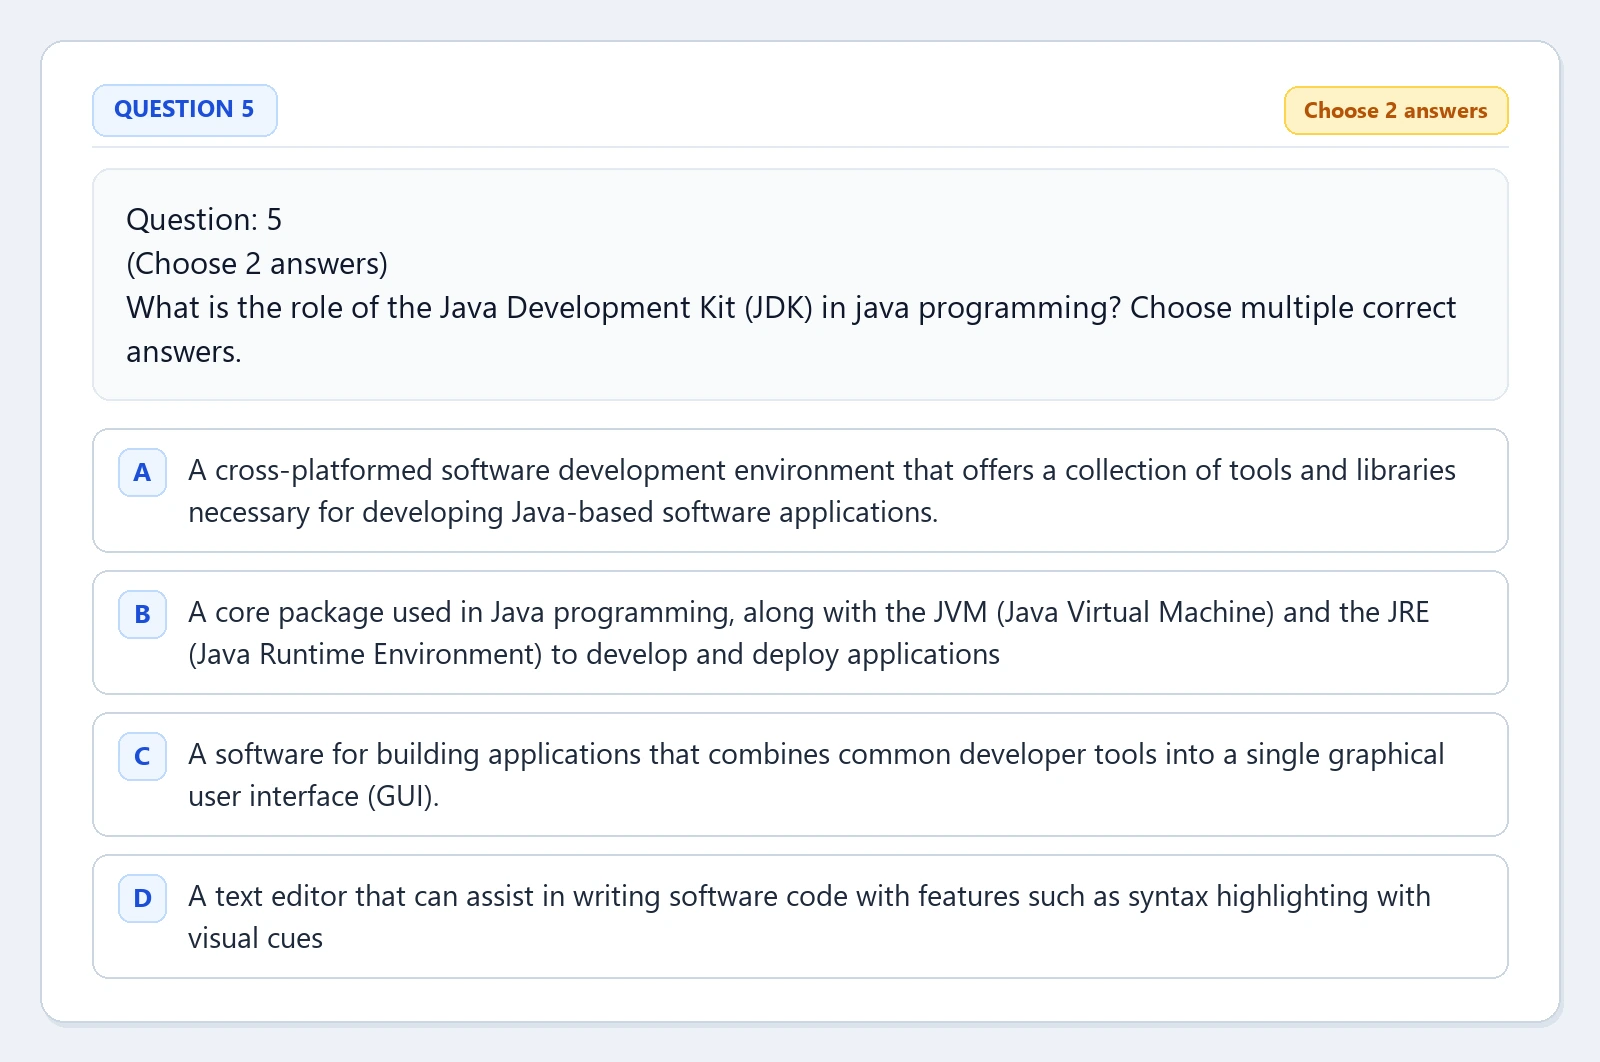 QUESTION 5
Choose 2 answers
Question: 5
(Choose 2 answers)
What is the role of the Java Development Kit (JDK) in java programming? Choose multiple correct
answers.
A
A cross-platformed software development environment that offers a collection of tools and libraries
necessary for developing Java-based software applications.
B
A core package used in Java programming, along with the JVM (Java Virtual Machine) and the JRE
(Java Runtime Environment) to develop and deploy applications
C
A software for building applications that combines common developer tools into a single graphical
user interface (GUI).
D
A text editor that can assist in writing software code with features such as syntax highlighting with
visual cues